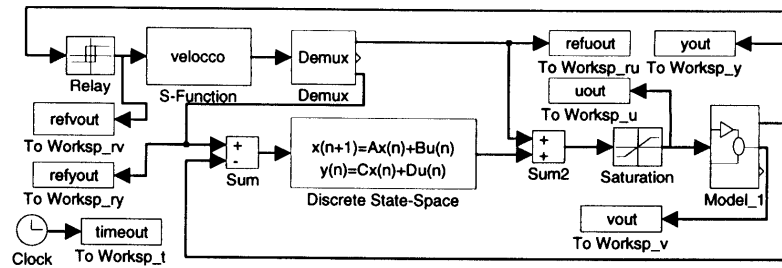 velocco
Demux
refuout
yout
Relay
S-Function
Demux
To Worksp_ru
To Worksp_y
uout
To Worksp_u
refvout
To Worksp_rv
x(n+1)=Ax(n)+Bu(n)
y(n)=Cx(n)+Du(n)
+
-
+
+
refyout
Sum
Sum2
Saturation
Model_1
To Worksp_ry
Discrete State-Space
vout
To Worksp_v
timeout
Clock
To Worksp_t